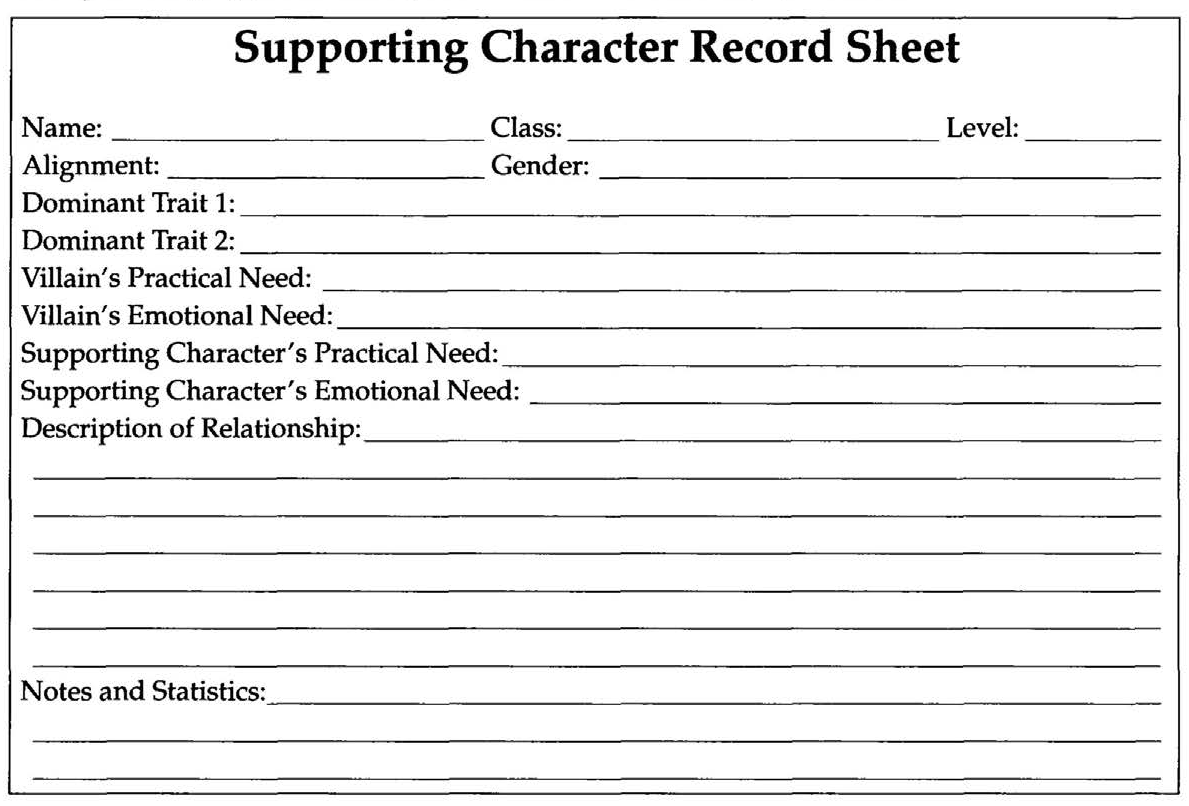 Supporting Character Record Sheet
Name: Class: Level:
Alignment: Gender:
Dominant Trait 1:
Dominant Trait 2:
Villain's Practical Need:
Villain's Emotional Need:
Supporting Character's Practical Need:
Supporting Character's Emotional Need:
Description of Relationship:
Notes and Statistics: